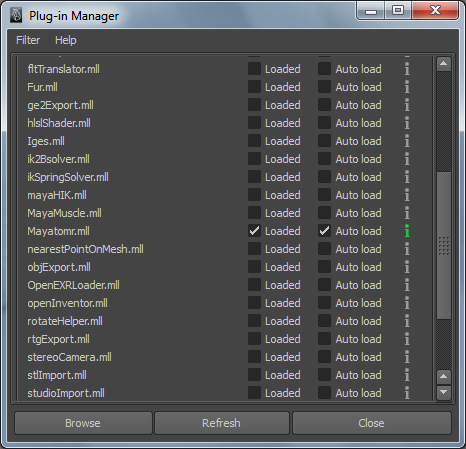 Plug-in Manager
Filter Help
fltTranslator.mll Loaded Auto load i
Fur.mll Loaded Auto load i
ge2Export.mll Loaded Auto load i
hlslShader.mll Loaded Auto load i
Iges.mll Loaded Auto load i
ik2Bsolver.mll Loaded Auto load i
ikSpringSolver.mll Loaded Auto load i
mayaHIK.mll Loaded Auto load i
MayaMuscle.mll Loaded Auto load i
Mayatomr.mll Loaded Auto load i
nearestPointOnMesh.mll Loaded Auto load i
objExport.mll Loaded Auto load i
OpenEXRLoader.mll Loaded Auto load i
openInventor.mll Loaded Auto load i
rotateHelper.mll Loaded Auto load i
rtgExport.mll Loaded Auto load i
stereoCamera.mll Loaded Auto load i
stlImport.mll Loaded Auto load i
studioImport.mll Loaded Auto load i
Browse Refresh Close